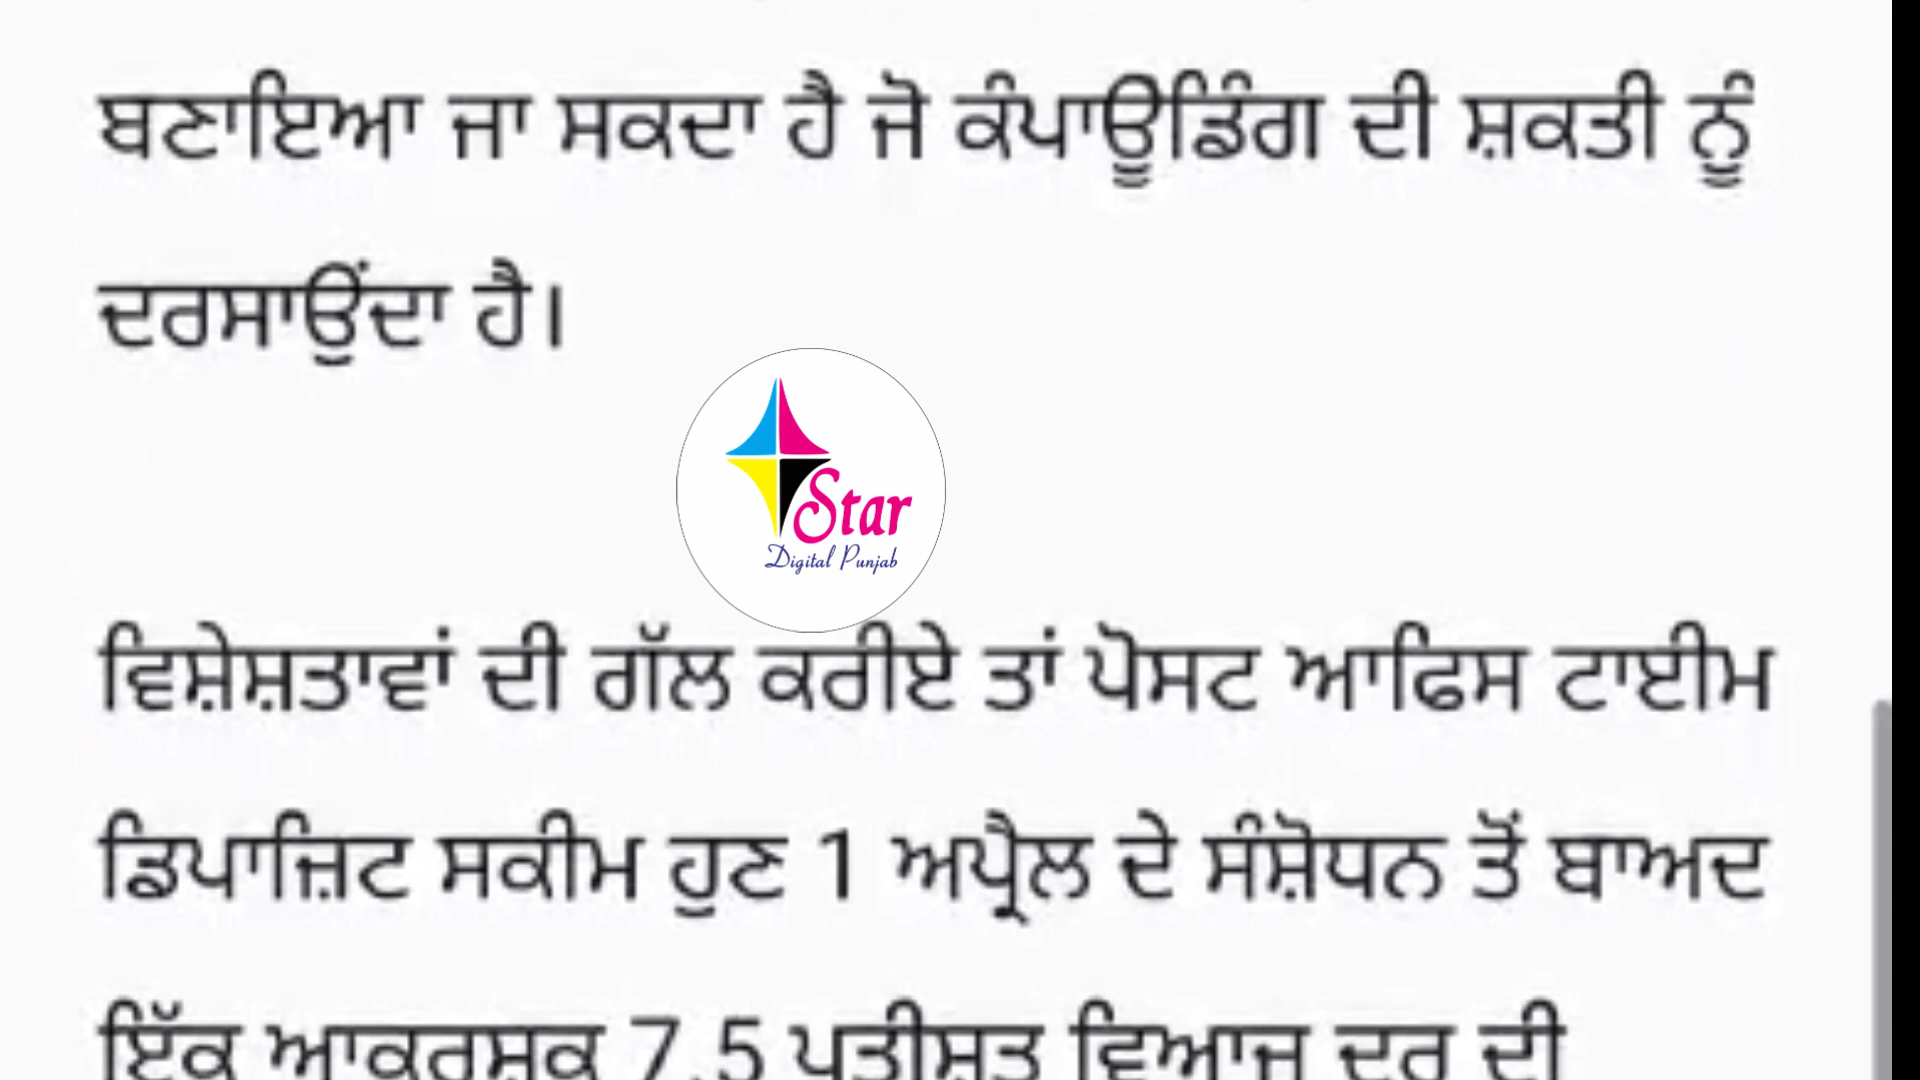 ਬਣਾਇਆ ਜਾ ਸਕਦਾ ਹੈ ਜੋ ਕੰਪਾਊਡਿੰਗ ਦੀ ਸ਼ਕਤੀ ਨੂੰ
ਦਰਸਾਉਂਦਾ ਹੈ।
Star
Digital Punjab
ਵਿਸ਼ੇਸ਼ਤਾਵਾਂ ਦੀ ਗੱਲ ਕਰੀਏ ਤਾਂ ਪੋਸਟ ਆਫਿਸ ਟਾਈਮ
ਡਿਪਾਜ਼ਿਟ ਸਕੀਮ ਹੁਣ 1 ਅਪ੍ਰੈਲ ਦੇ ਸੰਸ਼ੋਧਨ ਤੋਂ ਬਾਅਦ
ਇੱਕ ਆਕਰਸ਼ਕ 7.5 ਪ੍ਰਤੀਸ਼ਤ ਵਿਆਜ ਦਰ ਦੀ